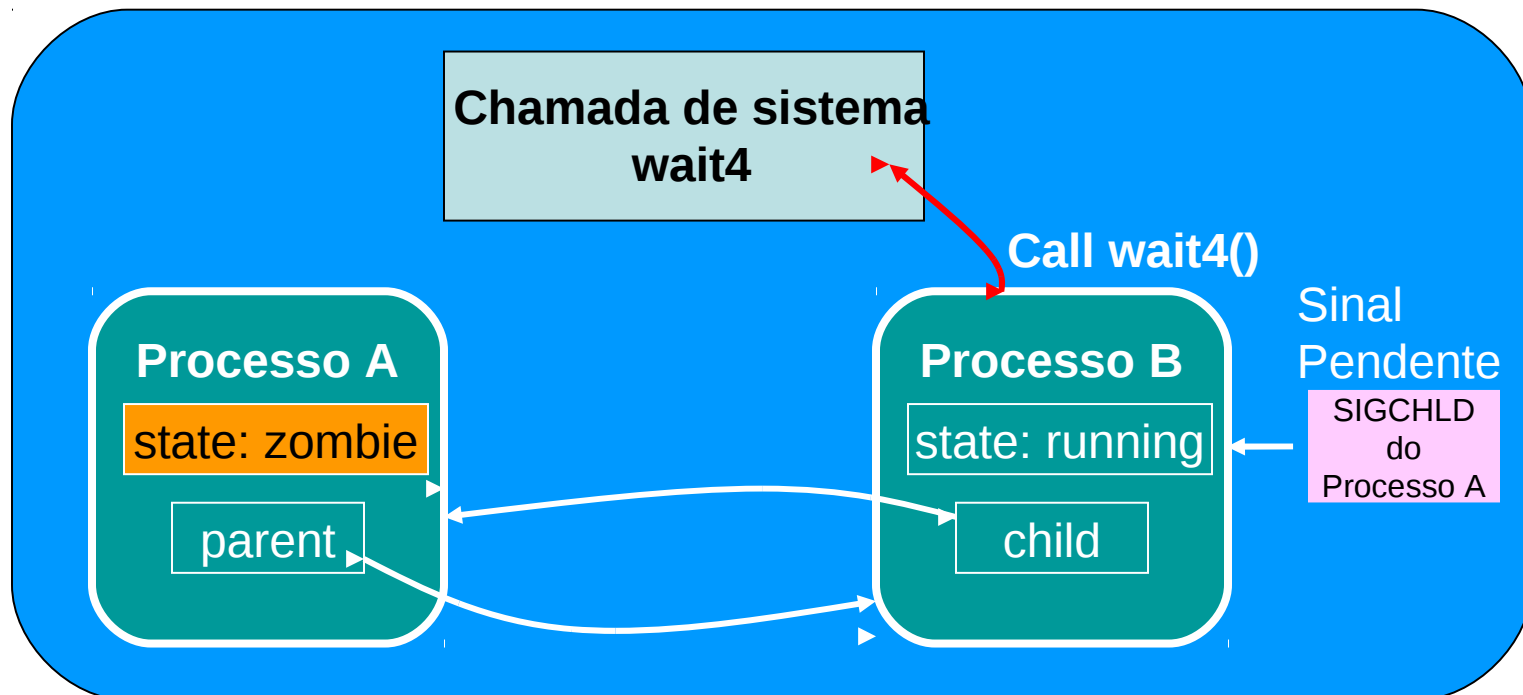 Chamada de sistema
wait4
Call wait4()
Processo A
state: zombie
parent
Processo B
state: running
child
Sinal
Pendente
SIGCHLD
do
Processo A